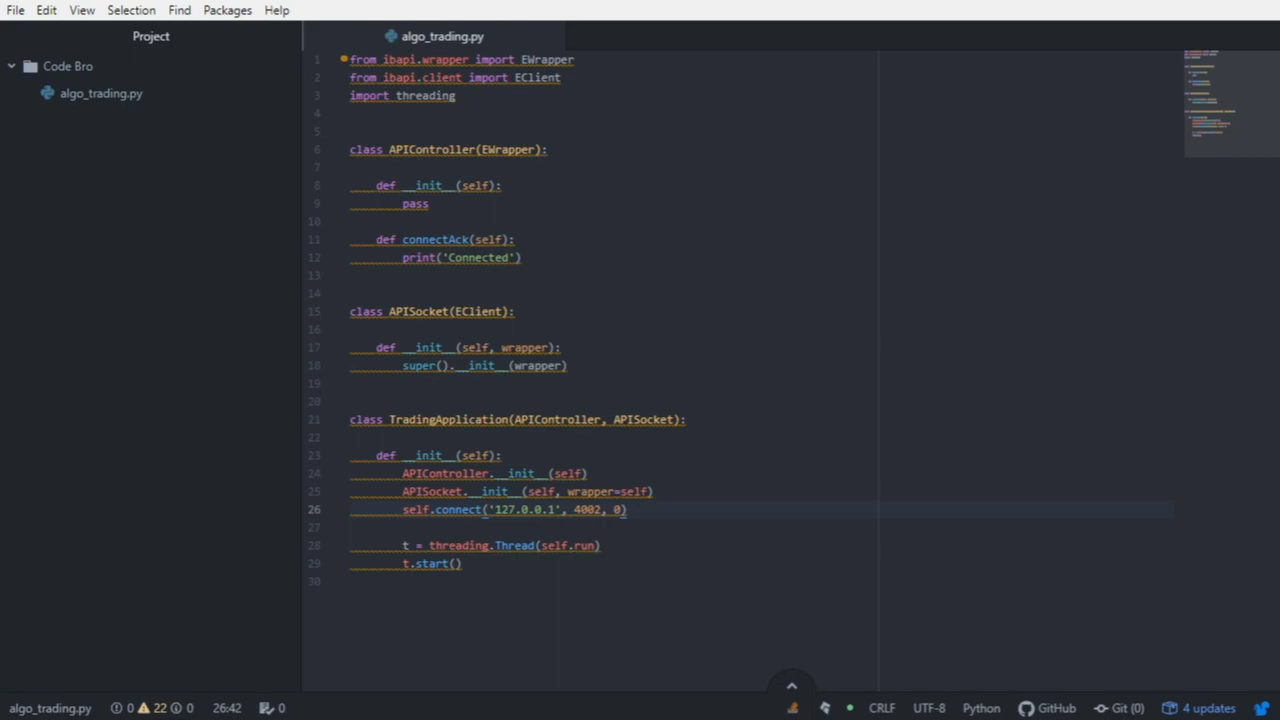 File Edit View Selection Find Packages Help
Project
algo_trading.py
Code Bro
algo_trading.py
1 from ibapi.wrapper import EWrapper
2 from ibapi.client import EClient
3 import threading
4
5
6 class APIController(EWrapper):
7
8     def __init__(self):
9         pass
10
11     def connectAck(self):
12         print('Connected')
13
14
15 class APISocket(EClient):
16
17     def __init__(self, wrapper):
18         super().__init__(wrapper)
19
20
21 class TradingApplication(APIController, APISocket):
22
23     def __init__(self):
24         APIController.__init__(self)
25         APISocket.__init__(self, wrapper=self)
26         self.connect('127.0.0.1', 4002, 0)
27
28         t = threading.Thread(self.run)
29         t.start()
30
algo_trading.py 0 22 0 26:42 0 CRLF UTF-8 Python GitHub Git (0) 4 updates